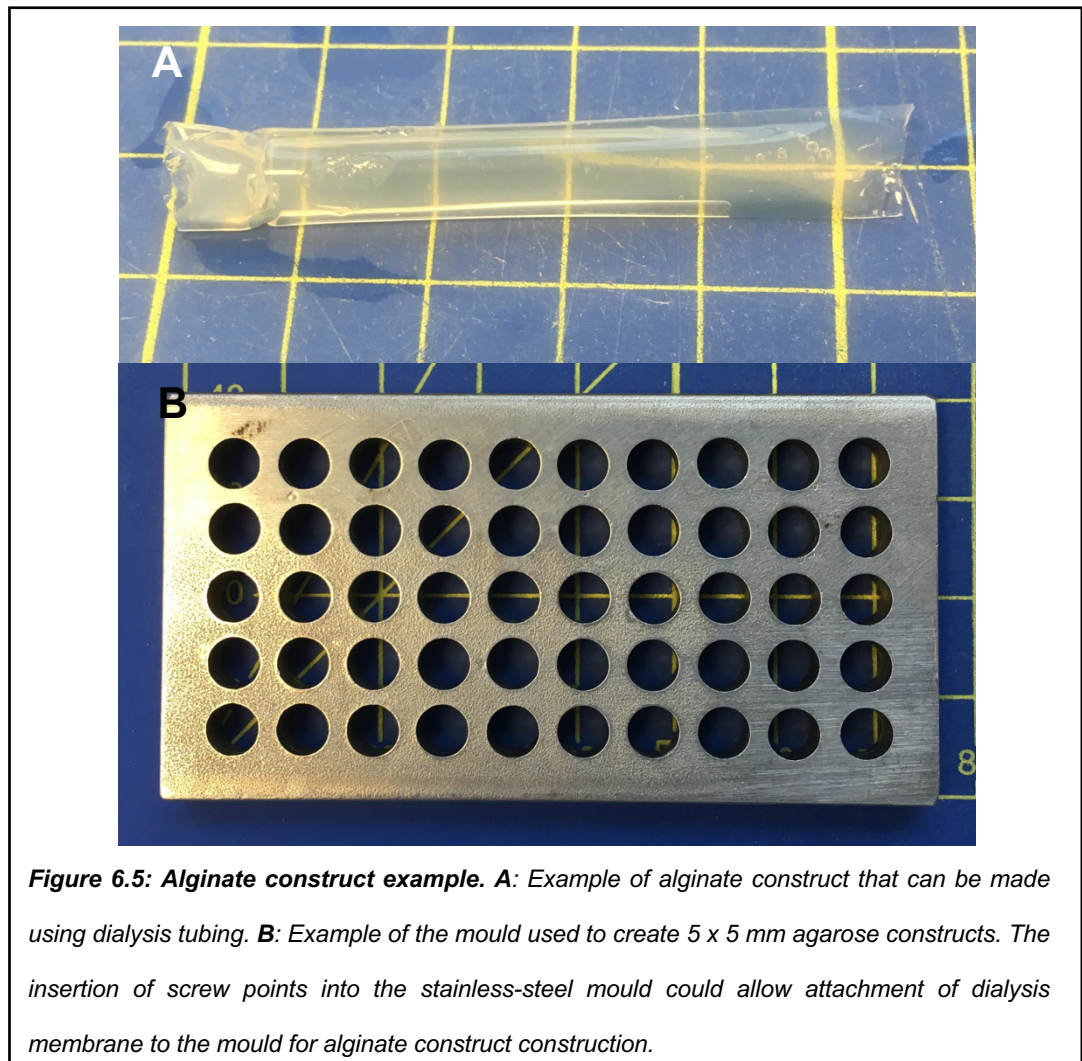 A
B
0
8
Figure 6.5: Alginate construct example. A: Example of alginate construct that can be made
using dialysis tubing. B: Example of the mould used to create 5 x 5 mm agarose constructs. The
insertion of screw points into the stainless-steel mould could allow attachment of dialysis
membrane to the mould for alginate construct construction.